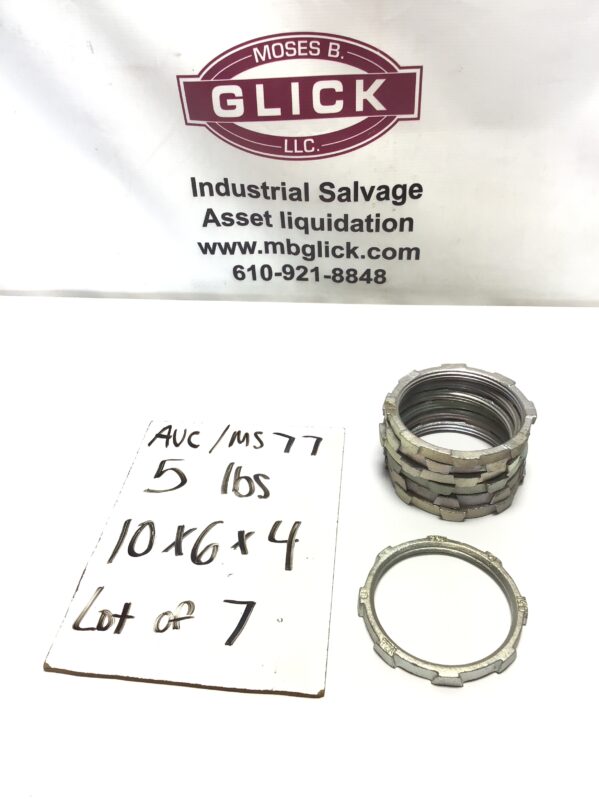 MOSES B.
GLICK
LLC.
Industrial Salvage
Asset liquidation
www.mbglick.com
610-921-8848
AUC/MS77
5 lbs
10x6x4
Lot of 7